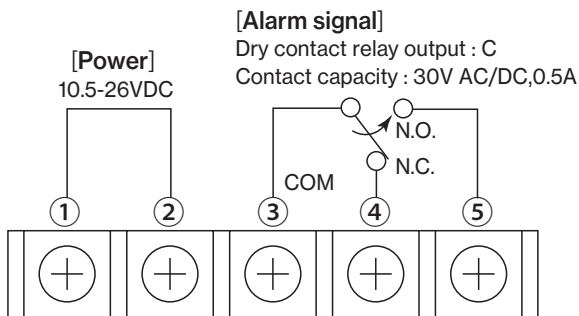 [Power]
10.5-26VDC
[Alarm signal]
Dry contact relay output : C
Contact capacity : 30V AC/DC,0.5A
N.O.
N.C.
COM
① ② ③ ④ ⑤